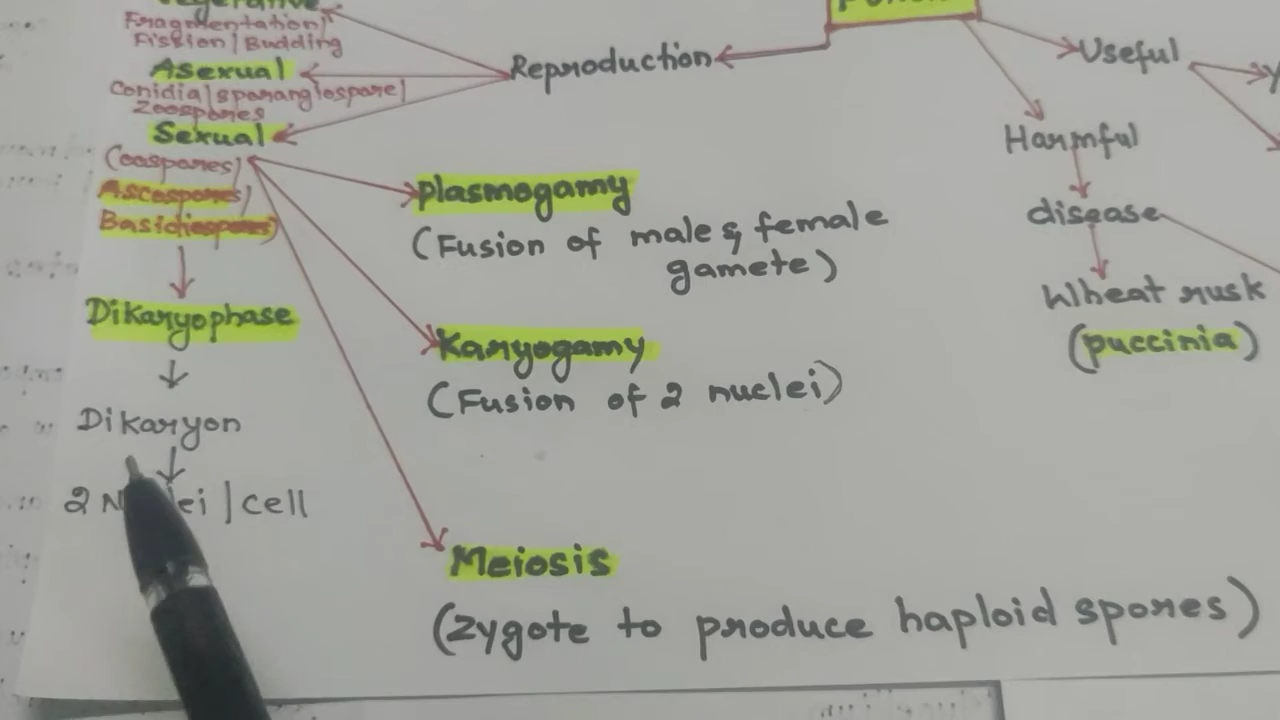 Vegetative
Fragmentation/
Fission/Budding
Asexual
Conidia/sporangiospore/
Zoospores
Sexual
(oospores)
Ascospores/
Basidiospores)
Dikaryophase
Dikaryon
2 Nuclei/cell
Reproduction
plasmogamy
(Fusion of male & female
gamete)
Karyogamy
(Fusion of 2 nuclei)
Meiosis
(zygote to produce haploid spores)
Useful
Harmful
disease
Wheat rusk
(puccinia)